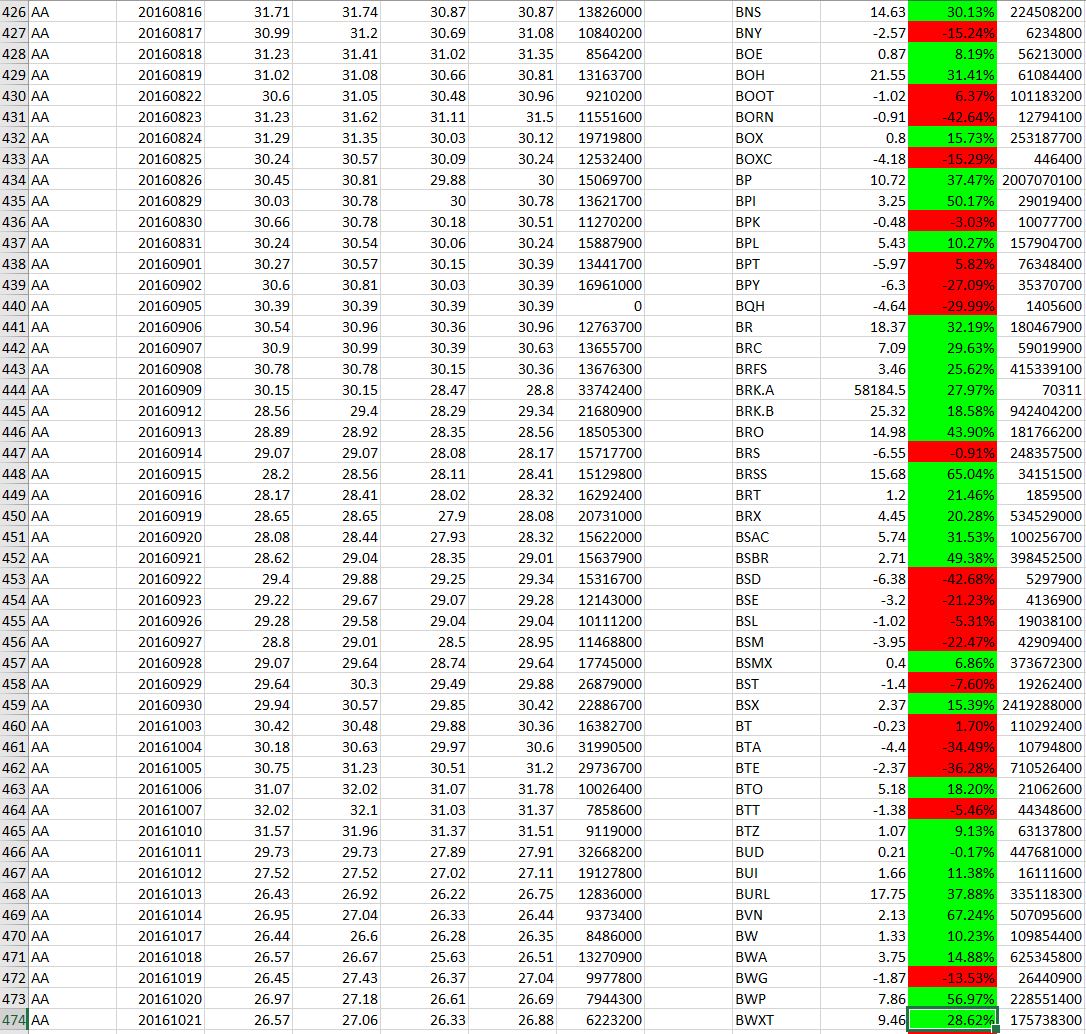 426 AA 20160816 31.71 31.74 30.87 30.87 13826000 BNS 14.63 30.13% 224508200
427 AA 20160817 30.99 31.2 30.69 31.08 10840200 BNY -2.57 -15.24% 6234800
428 AA 20160818 31.23 31.41 31.02 31.35 8564200 BOE 0.87 8.19% 56213000
429 AA 20160819 31.02 31.08 30.66 30.81 13163700 BOH 21.55 31.41% 61084400
430 AA 20160822 30.6 31.05 30.48 30.96 9210200 BOOT -1.02 6.37% 101183200
431 AA 20160823 31.23 31.62 31.11 31.5 11551600 BORN -0.91 -42.64% 12794100
432 AA 20160824 31.29 31.35 30.03 30.12 19719800 BOX 0.8 15.73% 253187700
433 AA 20160825 30.24 30.57 30.09 30.24 12532400 BOXC -4.18 -15.29% 446400
434 AA 20160826 30.45 30.81 29.88 30 15069700 BP 10.72 37.47% 2007070100
435 AA 20160829 30.03 30.78 30 30.78 13621700 BPI 3.25 50.17% 29019400
436 AA 20160830 30.66 30.78 30.18 30.51 11270200 BPK -0.48 -3.03% 10077700
437 AA 20160831 30.24 30.54 30.06 30.24 15887900 BPL 5.43 10.27% 157904700
438 AA 20160901 30.27 30.57 30.15 30.39 13441700 BPT -5.97 5.82% 76348400
439 AA 20160902 30.6 30.81 30.03 30.39 16961000 BPY -6.3 -27.09% 35370700
440 AA 20160905 30.39 30.39 30.39 30.39 0 BQH -4.64 -29.99% 1405600
441 AA 20160906 30.54 30.96 30.36 30.96 12763700 BR 18.37 32.19% 180467900
442 AA 20160907 30.9 30.99 30.39 30.63 13655700 BRC 7.09 29.63% 59019900
443 AA 20160908 30.78 30.78 30.15 30.36 13676300 BRFS 3.46 25.62% 415339100
444 AA 20160909 30.15 30.15 28.47 28.8 33742400 BRK.A 58184.5 27.97% 70311
445 AA 20160912 28.56 29.4 28.29 29.34 21680900 BRK.B 25.32 18.58% 942404200
446 AA 20160913 28.89 28.92 28.35 28.56 18505300 BRO 14.98 43.90% 181766200
447 AA 20160914 29.07 29.07 28.08 28.17 15717700 BRS -6.55 -0.91% 248357500
448 AA 20160915 28.2 28.56 28.11 28.41 15129800 BRSS 15.68 65.04% 34151500
449 AA 20160916 28.17 28.41 28.02 28.32 16292400 BRT 1.2 21.46% 1859500
450 AA 20160919 28.65 28.65 27.9 28.08 20731000 BRX 4.45 20.28% 534529000
451 AA 20160920 28.08 28.44 27.93 28.32 15622000 BSAC 5.74 31.53% 100256700
452 AA 20160921 28.62 29.04 28.35 29.01 15637900 BSBR 2.71 49.38% 398452500
453 AA 20160922 29.4 29.88 29.25 29.34 15316700 BSD -6.38 -42.68% 5297900
454 AA 20160923 29.22 29.67 29.07 29.28 12143000 BSE -3.2 -21.23% 4136900
455 AA 20160926 29.28 29.58 29.04 29.04 10111200 BSL -1.02 -5.31% 19038100
456 AA 20160927 28.8 29.01 28.5 28.95 11468800 BSM -3.95 -22.47% 42909400
457 AA 20160928 29.07 29.64 28.74 29.64 17745000 BSMX 0.4 6.86% 373672300
458 AA 20160929 29.64 30.3 29.49 29.88 26879000 BST -1.4 -7.60% 19262400
459 AA 20160930 29.94 30.57 29.85 30.42 22886700 BSX 2.37 15.39% 2419288000
460 AA 20161003 30.42 30.48 29.88 30.36 16382700 BT -0.23 1.70% 110292400
461 AA 20161004 30.18 30.63 29.97 30.6 31990500 BTA -4.4 -34.49% 10794800
462 AA 20161005 30.75 31.23 30.51 31.2 29736700 BTE -2.37 -36.28% 710526400
463 AA 20161006 31.07 32.02 31.07 31.78 10026400 BTO 5.18 18.20% 21062600
464 AA 20161007 32.02 32.1 31.03 31.37 7858600 BTT -1.38 -5.46% 44348600
465 AA 20161010 31.57 31.96 31.37 31.51 9119000 BTZ 1.07 9.13% 63137800
466 AA 20161011 29.73 29.73 27.89 27.91 32668200 BUD 0.21 -0.17% 447681000
467 AA 20161012 27.52 27.52 27.02 27.11 19127800 BUI 1.66 11.38% 16111600
468 AA 20161013 26.43 26.92 26.22 26.75 12836000 BURL 17.75 37.88% 335118300
469 AA 20161014 26.95 27.04 26.33 26.44 9373400 BVN 2.13 67.24% 507095600
470 AA 20161017 26.44 26.6 26.28 26.35 8486000 BW 1.33 10.23% 109854400
471 AA 20161018 26.57 26.67 25.63 26.51 13270900 BWA 3.75 14.88% 625345800
472 AA 20161019 26.45 27.43 26.37 27.04 9977800 BWG -1.87 -13.53% 26440900
473 AA 20161020 26.97 27.18 26.61 26.69 7944300 BWP 7.86 56.97% 228551400
474 AA 20161021 26.57 27.06 26.33 26.88 6223200 BWXT 9.46 28.62% 175738300